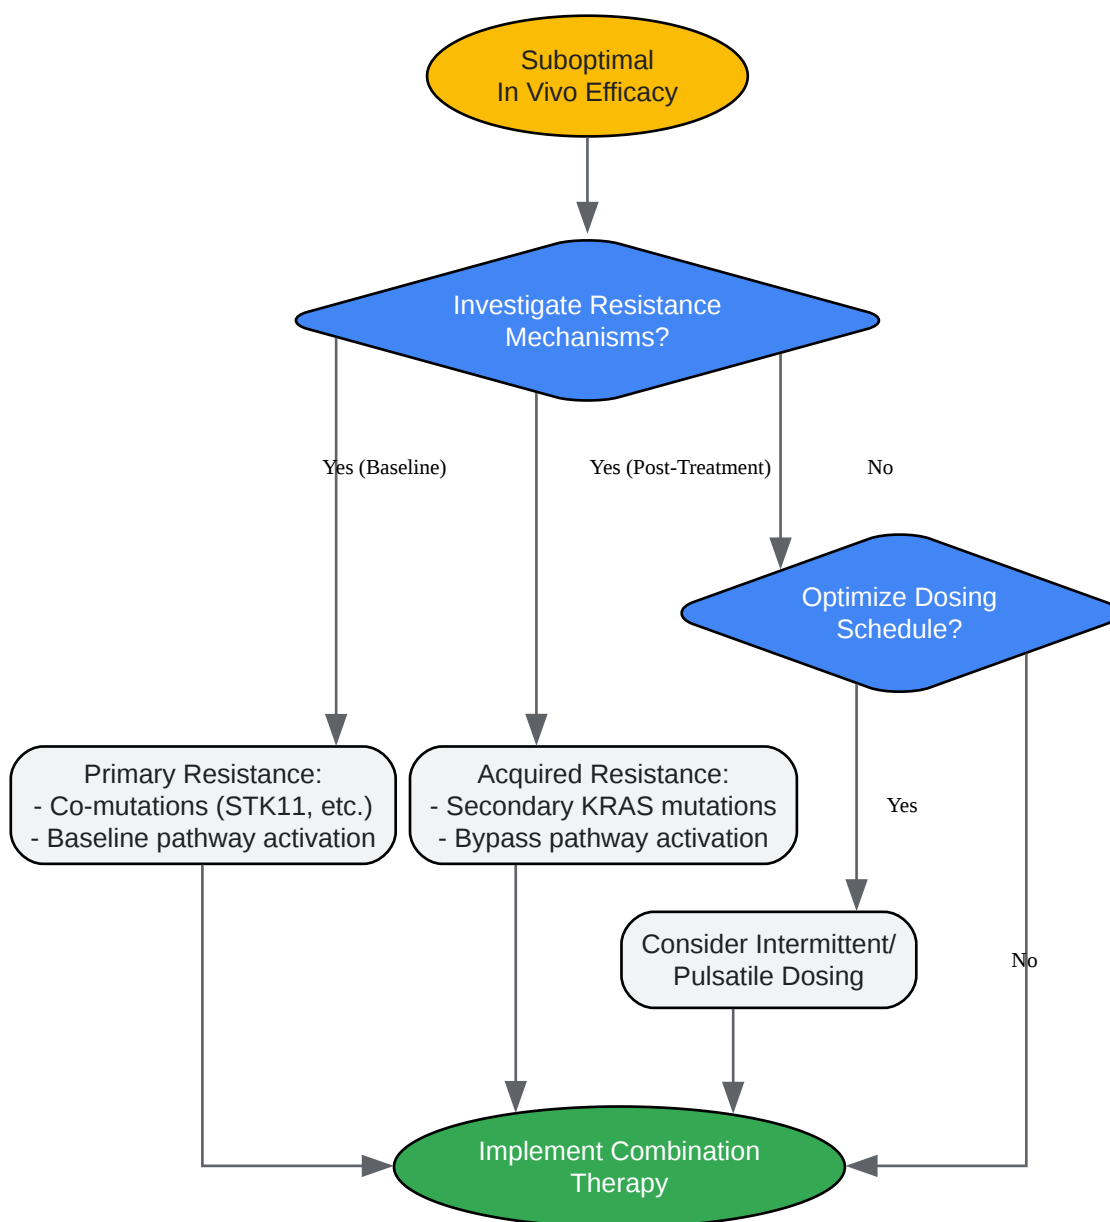 Suboptimal
In Vivo Efficacy
Investigate Resistance
Mechanisms?
Yes (Baseline)
Yes (Post-Treatment)
No
Optimize Dosing
Schedule?
Primary Resistance:
- Co-mutations (STK11, etc.)
- Baseline pathway activation
Acquired Resistance:
- Secondary KRAS mutations
- Bypass pathway activation
Yes
Consider Intermittent/
Pulsatile Dosing
No
Implement Combination
Therapy